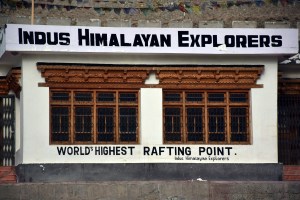 INDUS HIMALAYAN EXPLORERS
WORLD'S HIGHEST RAFTING POINT.
Indus Himalayan Explorers